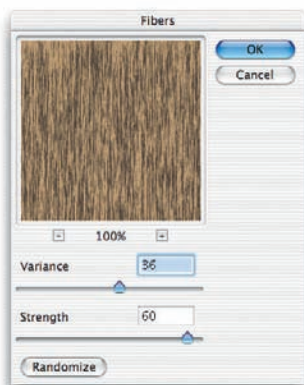 Fibers
OK
Cancel
- 100% +
Variance 36
Strength 60
Randomize